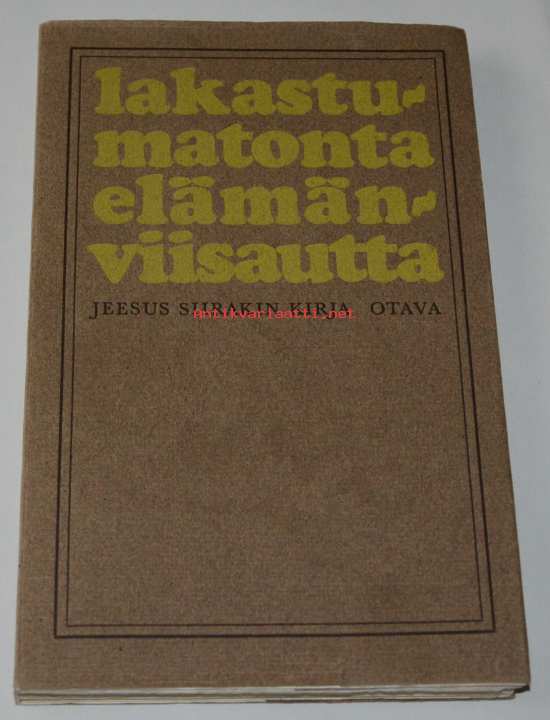 lakastu-
matonta
elämän-
viisautta
JEESUS SIIRAKIN KIRJA OTAVA
Antikvariaatti.net